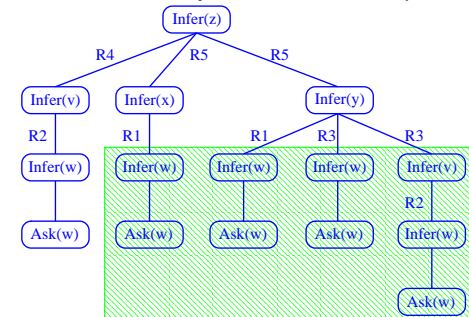 Infer(z)
R4 R5 R5
Infer(v) Infer(x) Infer(y)
R2 R1 R1 R3 R3
Infer(w) Infer(w) Infer(w) Infer(w) Infer(v)
R2
Ask(w) Ask(w) Ask(w) Ask(w) Infer(w)
Ask(w)